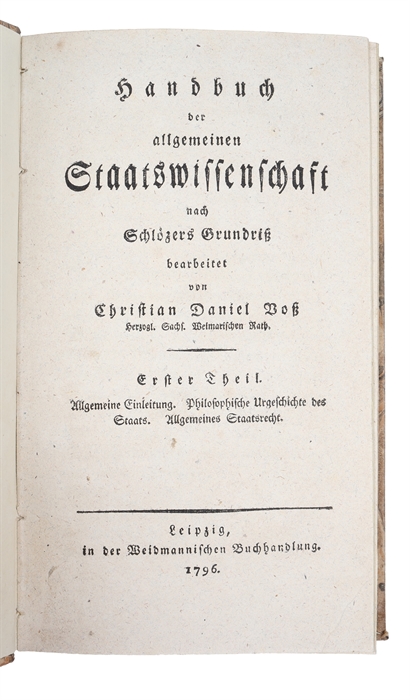 Handbuch
der
allgemeinen
Staatswissenschaft
nach
Schlözers Grundriß
bearbeitet
von
Christian Daniel Voß
Herzogl. Sachs. Weimarischen Rath.
Erster Theil.
Allgemeine Einleitung. Philosophische Urgeschichte des
Staats. Allgemeines Staatsrecht.
Leipzig,
in der Weidmannischen Buchhandlung.
1796.